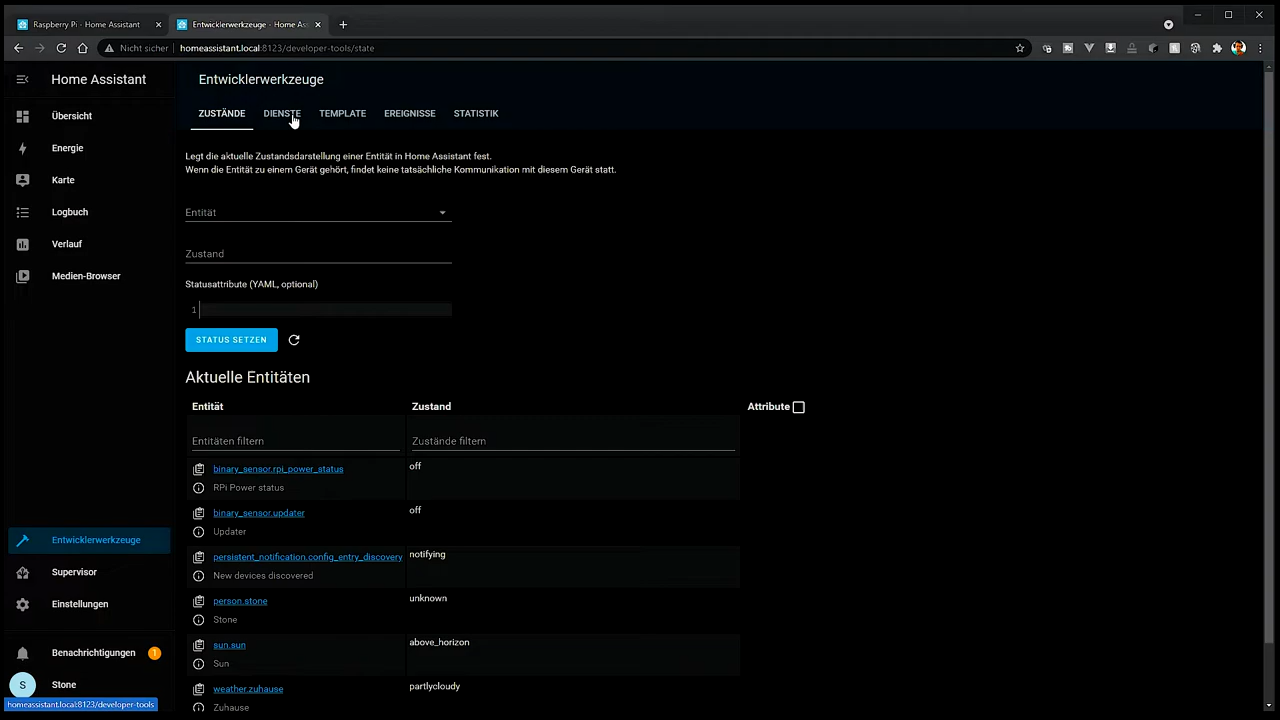 Raspberry Pi - Home Assistant
Entwicklerwerkzeuge - Home Ass
Nicht sicher
homeassistant.local:8123/developer-tools/state
Home Assistant
Übersicht
Energie
Karte
Logbuch
Verlauf
Medien-Browser
Entwicklerwerkzeuge
Supervisor
Einstellungen
Benachrichtigungen 1
S Stone
homeassistant.local:8123/developer-tools
Entwicklerwerkzeuge
ZUSTÄNDE DIENSTE TEMPLATE EREIGNISSE STATISTIK
Legt die aktuelle Zustandsdarstellung einer Entität in Home Assistant fest.
Wenn die Entität zu einem Gerät gehört, findet keine tatsächliche Kommunikation mit diesem Gerät statt.
Entität
Zustand
Statusattribute (YAML, optional)
1
STATUS SETZEN
Aktuelle Entitäten
Entität Zustand Attribute
Entitäten filtern Zustände filtern
binary_sensor.rpi_power_status off
RPi Power status
binary_sensor.updater off
Updater
persistent_notification.config_entry_discovery notifying
New devices discovered
person.stone unknown
Stone
sun.sun above_horizon
Sun
weather.zuhause partlycloudy
Zuhause